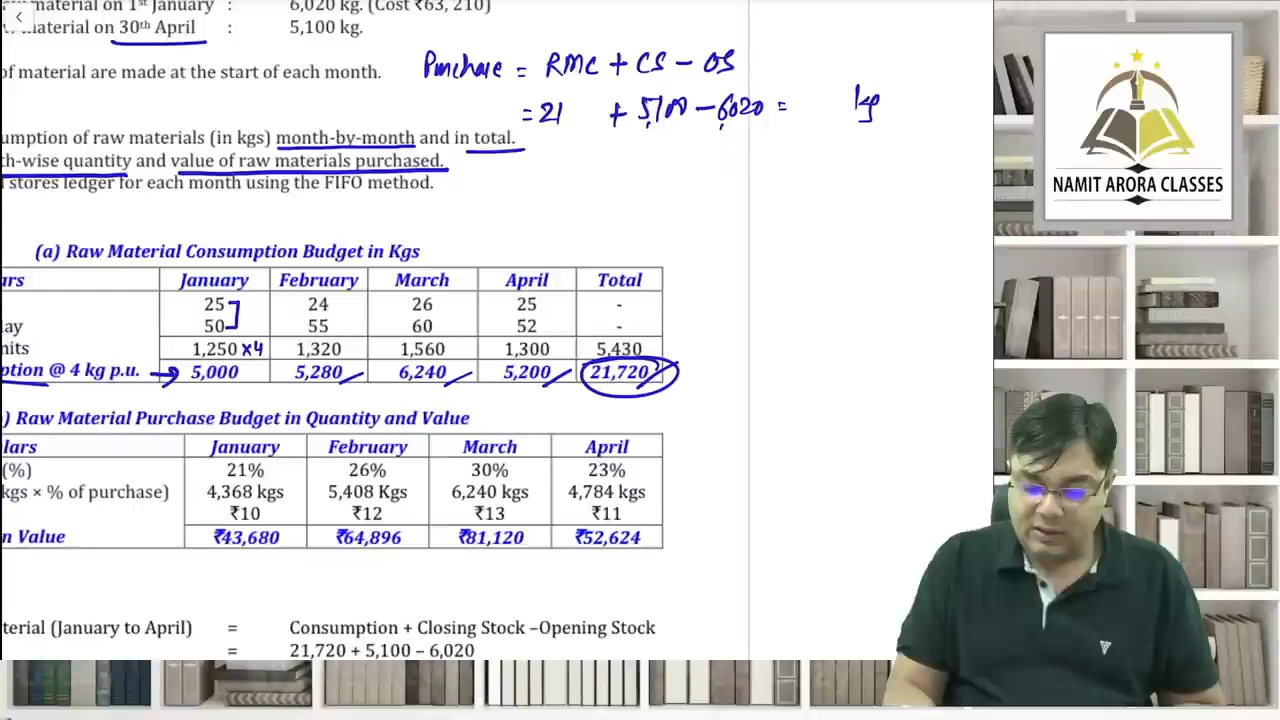 material on 1st January : 6,020 kg. (Cost ₹63, 210)
material on 30th April : 5,100 kg.
Purchase = RMC + CS − OS
of material are made at the start of each month.
= 21 + 5100 − 6020 = kg
umption of raw materials (in kgs) month-by-month and in total.
th-wise quantity and value of raw materials purchased.
stores ledger for each month using the FIFO method.
NAMIT ARORA CLASSES
(a) Raw Material Consumption Budget in Kgs
ars January February March April Total
25 24 26 25 -
lay 50 55 60 52 -
nits 1,250 ×4 1,320 1,560 1,300 5,430
ption @ 4 kg p.u. → 5,000 5,280 6,240 5,200 21,720
) Raw Material Purchase Budget in Quantity and Value
lars January February March April
(%) 21% 26% 30% 23%
kgs × % of purchase) 4,368 kgs 5,408 Kgs 6,240 kgs 4,784 kgs
₹10 ₹12 ₹13 ₹11
n Value ₹43,680 ₹64,896 ₹81,120 ₹52,624
terial (January to April) = Consumption + Closing Stock –Opening Stock
= 21,720 + 5,100 – 6,020